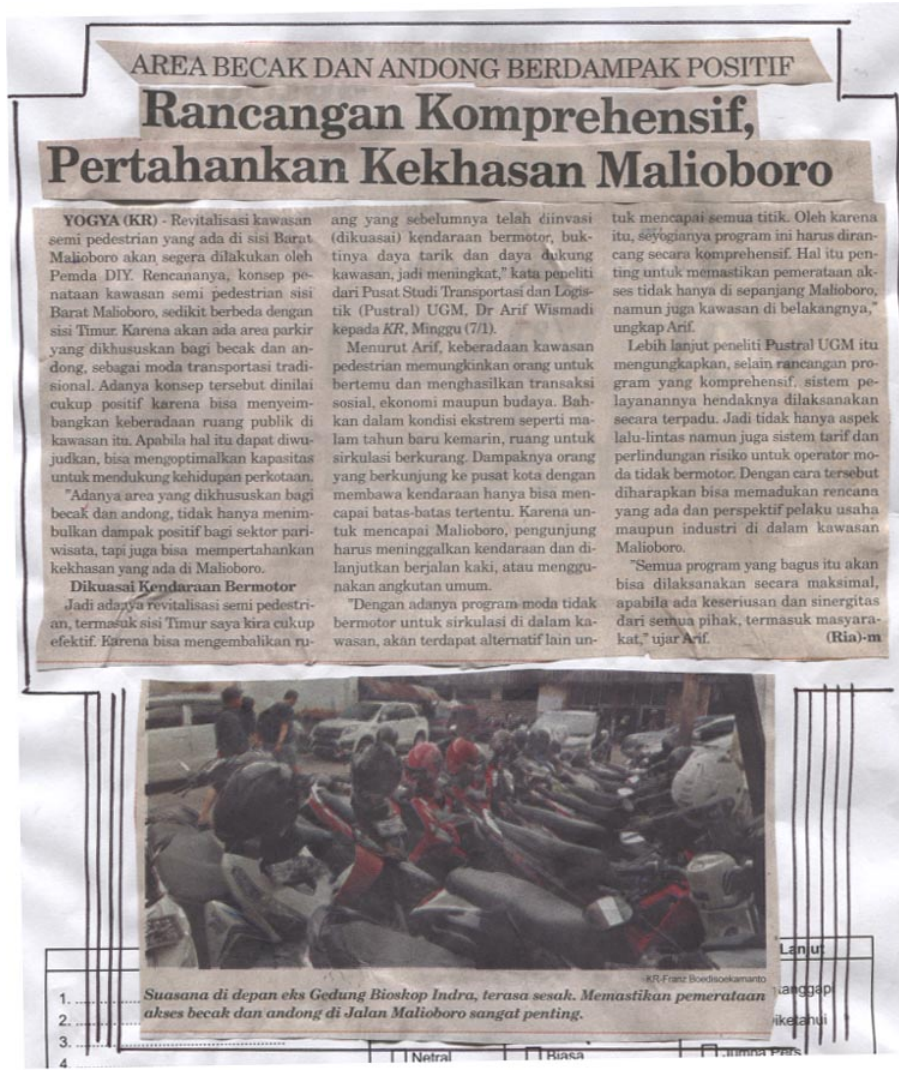 AREA BECAK DAN ANDONG BERDAMPAK POSITIF
Rancangan Komprehensif,
Pertahankan Kekhasan Malioboro
YOGYA (KR) - Revitalisasi kawasan
semi pedestrian yang ada di sisi Barat
Malioboro akan segera dilakukan oleh
Pemda DIY. Rencananya, konsep pe-
nataan kawasan semi pedestrian sisi
Barat Malioboro, sedikit berbeda dengan
sisi Timur. Karena akan ada area parkir
yang dikhususkan bagi becak dan an-
dong, sebagai moda transportasi tradi-
sional. Adanya konsep tersebut dinilai
cukup positif karena bisa menyeim-
bangkan keberadaan ruang publik di
kawasan itu. Apabila hal itu dapat diwu-
judkan, bisa mengoptimalkan kapasitas
untuk mendukung kehidupan perkotaan.
"Adanya area yang dikhususkan bagi
becak dan andong, tidak hanya menim-
bulkan dampak positif bagi sektor pari-
wisata, tapi juga bisa mempertahankan
kekhasan yang ada di Malioboro.
Dikuasai Kendaraan Bermotor
Jadi adanya revitalisasi semi pedestri-
an, termasuk sisi Timur saya kira cukup
efektif. Karena bisa mengembalikan ru-
ang yang sebelumnya telah diinvasi
(dikuasai) kendaraan bermotor, buk-
tinya daya tarik dan daya dukung
kawasan, jadi meningkat," kata peneliti
dari Pusat Studi Transportasi dan Logis-
tik (Pustral) UGM, Dr Arif Wismadi
kepada KR, Minggu (7/1).
Menurut Arif, keberadaan kawasan
pedestrian memungkinkan orang untuk
bertemu dan menghasilkan transaksi
sosial, ekonomi maupun budaya. Bah-
kan dalam kondisi ekstrem seperti ma-
lam tahun baru kemarin, ruang untuk
sirkulasi berkurang. Dampaknya orang
yang berkunjung ke pusat kota dengan
membawa kendaraan hanya bisa men-
capai batas-batas tertentu. Karena un-
tuk mencapai Malioboro, pengunjung
harus meninggalkan kendaraan dan di-
lanjutkan berjalan kaki, atau menggu-
nakan angkutan umum.
"Dengan adanya program moda tidak
bermotor untuk sirkulasi di dalam ka-
wasan, akan terdapat alternatif lain un-
tuk mencapai semua titik. Oleh karena
itu, seyogianya program ini harus diran-
cang secara komprehensif. Hal itu pen-
ting untuk memastikan pemerataan ak-
ses tidak hanya di sepanjang Malioboro,
namun juga kawasan di belakangnya,"
ungkap Arif.
Lebih lanjut peneliti Pustral UGM itu
mengungkapkan, selain rancangan pro-
gram yang komprehensif, sistem pe-
layanannya hendaknya dilaksanakan
secara terpadu. Jadi tidak hanya aspek
lalu-lintas namun juga sistem tarif dan
perlindungan risiko untuk operator mo-
da tidak bermotor. Dengan cara tersebut
diharapkan bisa memadukan rencana
yang ada dan perspektif pelaku usaha
maupun industri di dalam kawasan
Malioboro.
"Semua program yang bagus itu akan
bisa dilaksanakan secara maksimal,
apabila ada keseriusan dan sinergitas
dari semua pihak, termasuk masyara-
kat," ujar Arif. (Ria)-m
KR-Franz Boedisoekamanto
Suasana di depan eks Gedung Bioskop Indra, terasa sesak. Memastikan pemerataan
akses becak dan andong di Jalan Malioboro sangat penting.
Lanjut
1.
2.
3.
4.
Netral
Biasa
Jumpa Pers